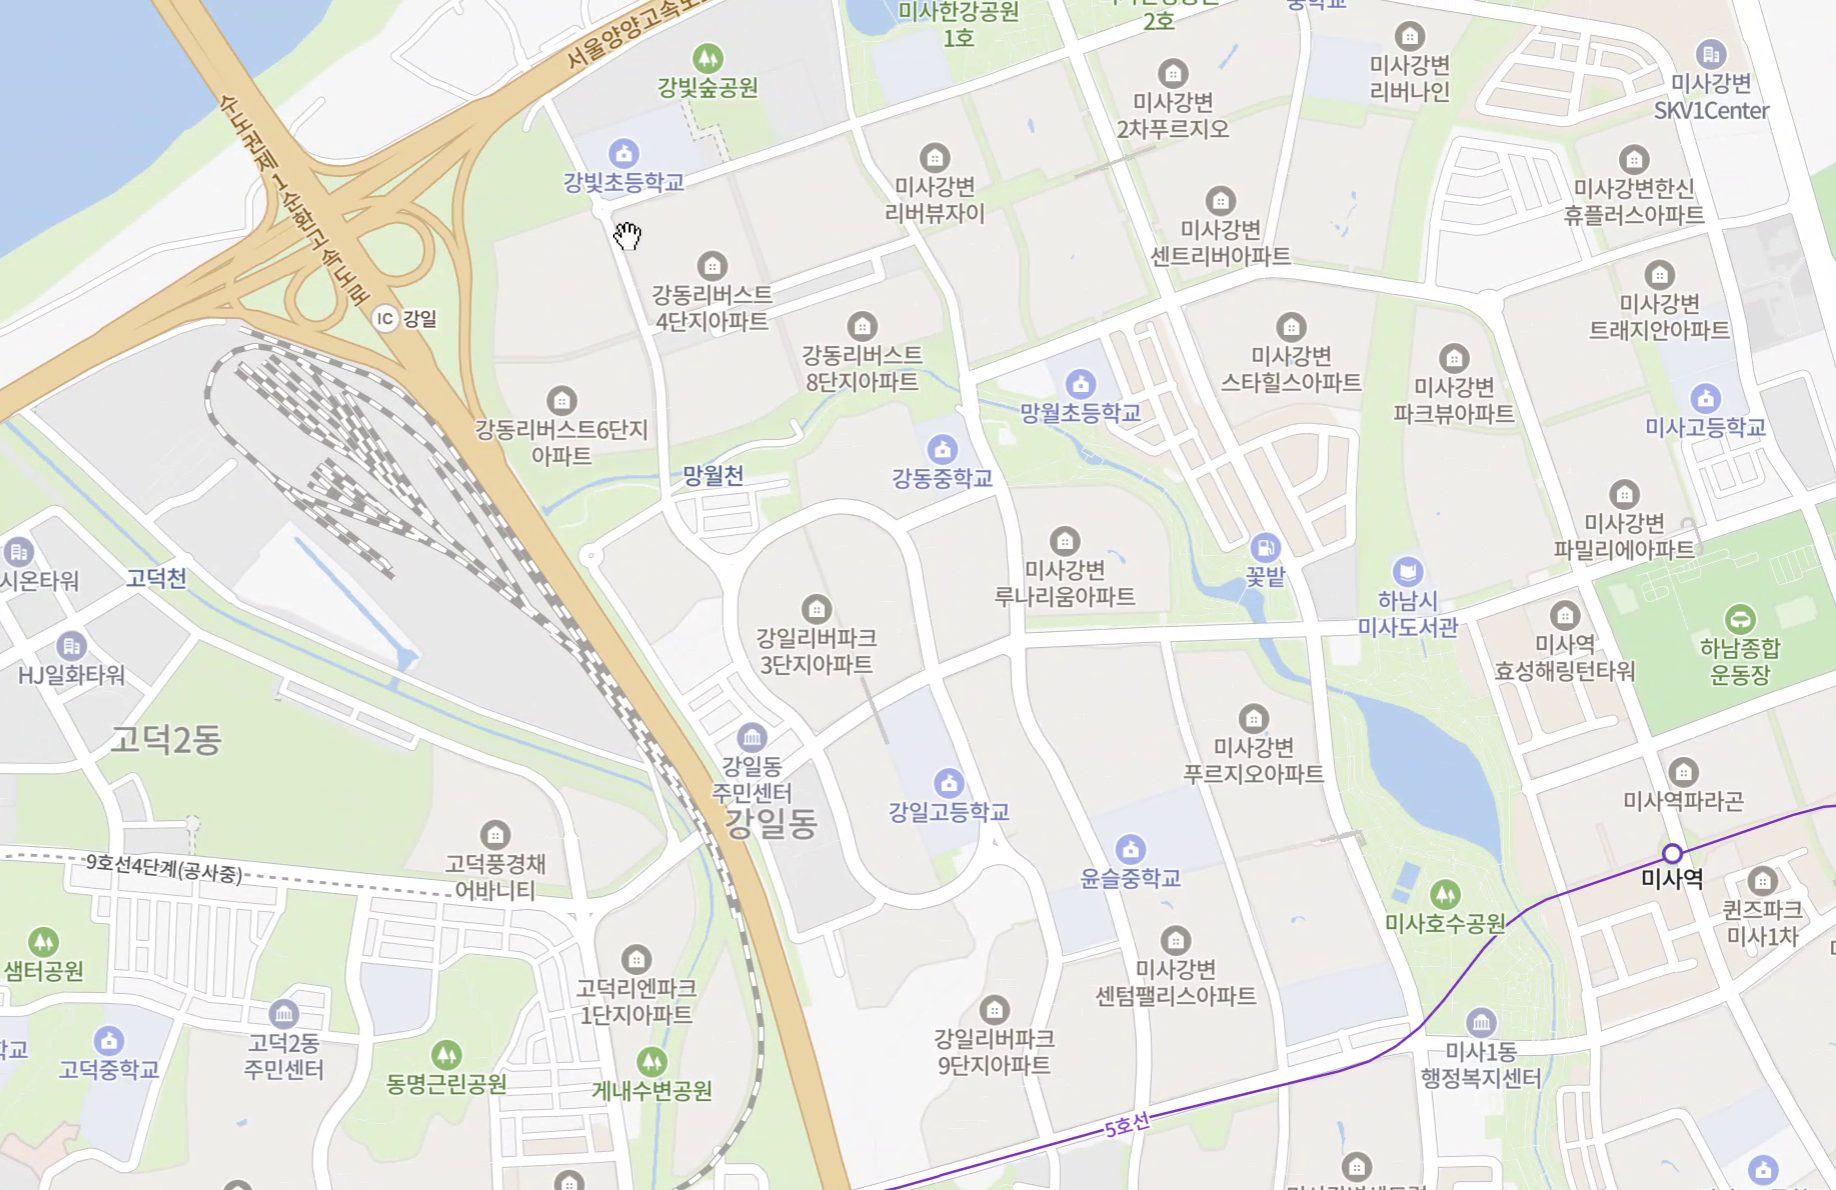 미사한강공원
1호
2호
중학교
서울양양고속도로
강빛숲공원
미사강변
리버나인
미사강변
SKV1Center
미사강변
2차푸르지오
수도권제1순환고속도로
강빛초등학교
미사강변
리버뷰자이
미사강변한신
휴플러스아파트
미사강변
센트리버아파트
강동리버스트
4단지아파트
IC 강일
미사강변
트래지안아파트
강동리버스트
8단지아파트
미사강변
스타힐스아파트
미사강변
파크뷰아파트
망월초등학교
미사고등학교
강동리버스트6단지
아파트
망월천
강동중학교
미사강변
파밀리에아파트
시온타워
고덕천
미사강변
루나리움아파트
꽃밭
하남시
미사도서관
강일리버파크
3단지아파트
미사역
효성해링턴타워
하남종합
운동장
HJ일화타워
고덕2동
강일동
주민센터
강일동
미사강변
푸르지오아파트
강일고등학교
미사역파라곤
9호선4단계(공사중)
고덕풍경채
어바니티
윤슬중학교
미사역
퀸즈파크
미사1차
미사호수공원
샘터공원
고덕리엔파크
1단지아파트
미사강변
센텀팰리스아파트
학교
고덕중학교
고덕2동
주민센터
동명근린공원
게내수변공원
강일리버파크
9단지아파트
미사1동
행정복지센터
5호선